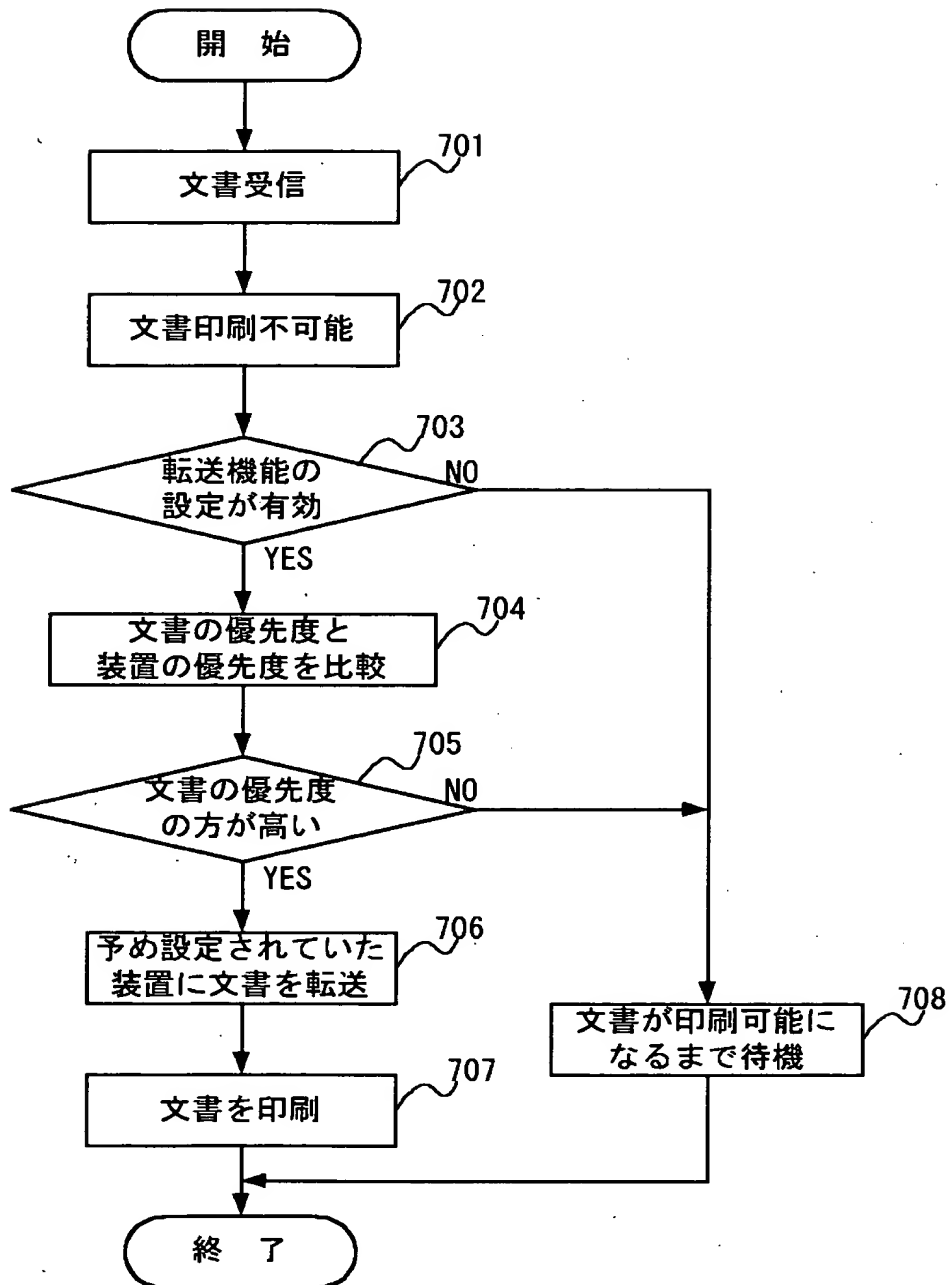 開 始
701
文書受信
702
文書印刷不可能
703
転送機能の
設定が有効
NO
YES
704
文書の優先度と
装置の優先度を比較
705
文書の優先度
の方が高い
NO
YES
706
予め設定されていた
装置に文書を転送
708
文書が印刷可能に
なるまで待機
707
文書を印刷
終 了